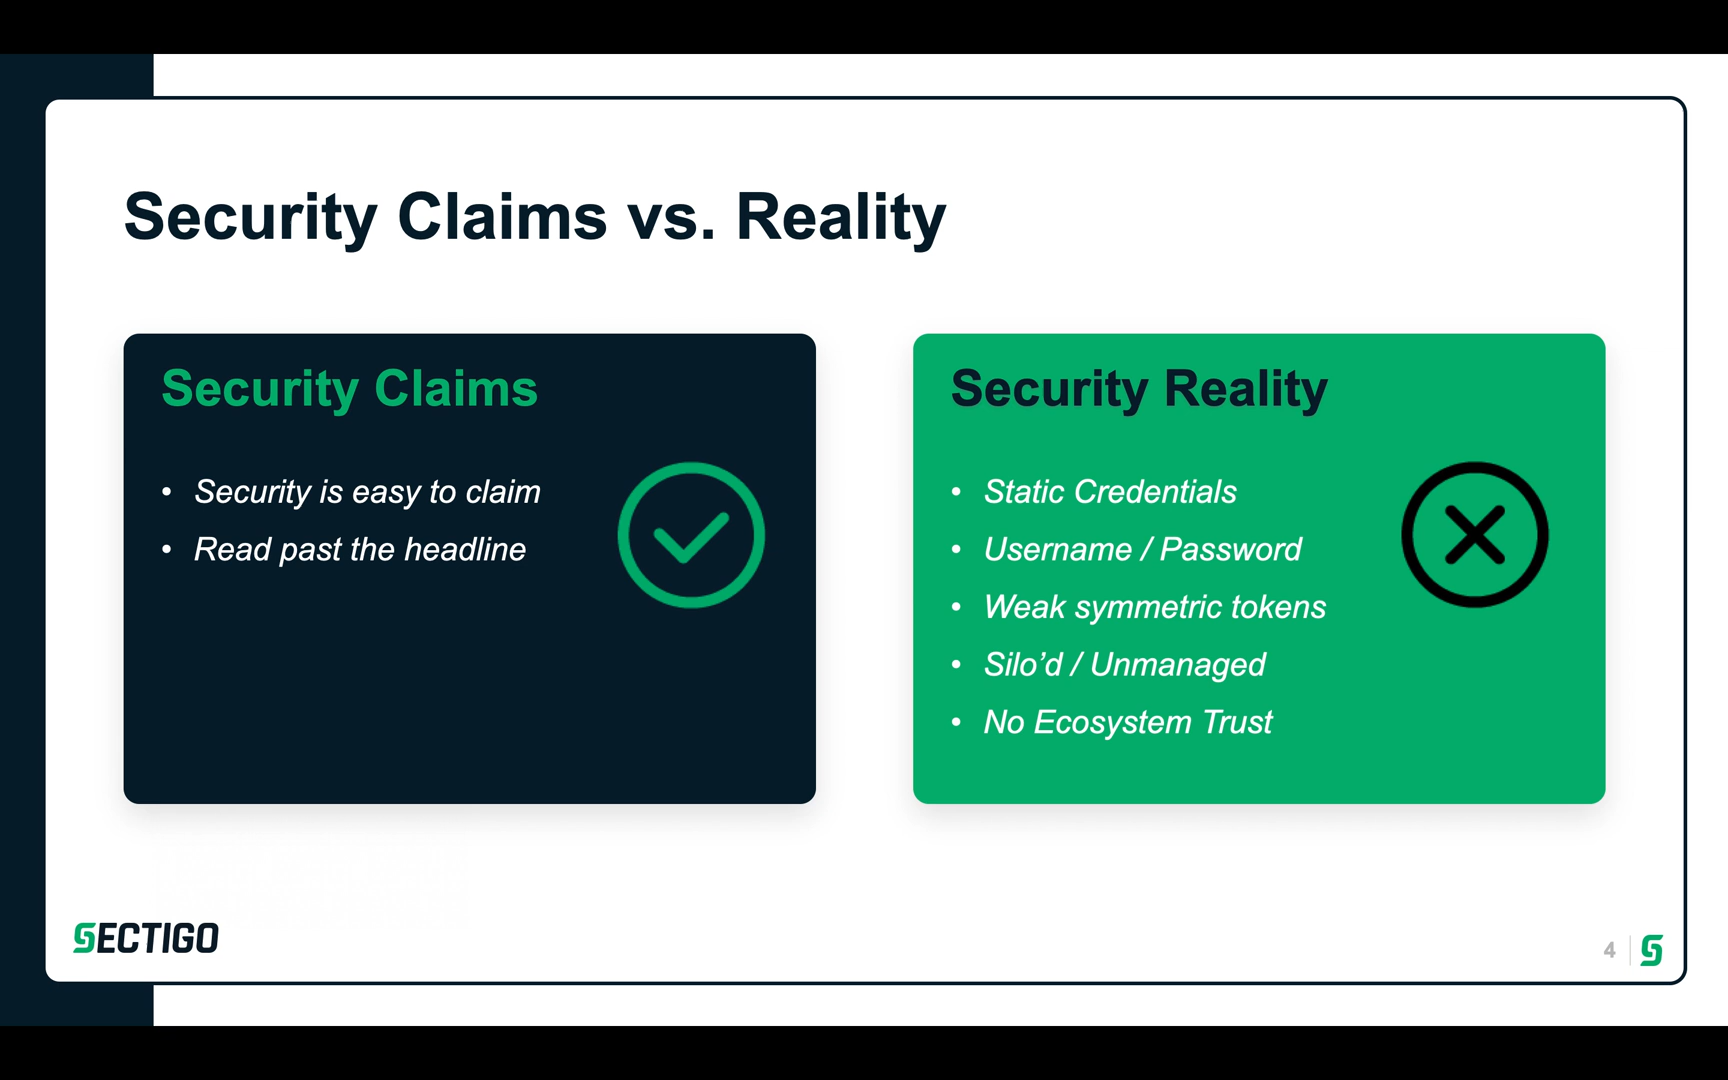 Security Claims vs. Reality
Security Claims
• Security is easy to claim
• Read past the headline
Security Reality
• Static Credentials
• Username / Password
• Weak symmetric tokens
• Silo’d / Unmanaged
• No Ecosystem Trust
SECTIGO
4
S